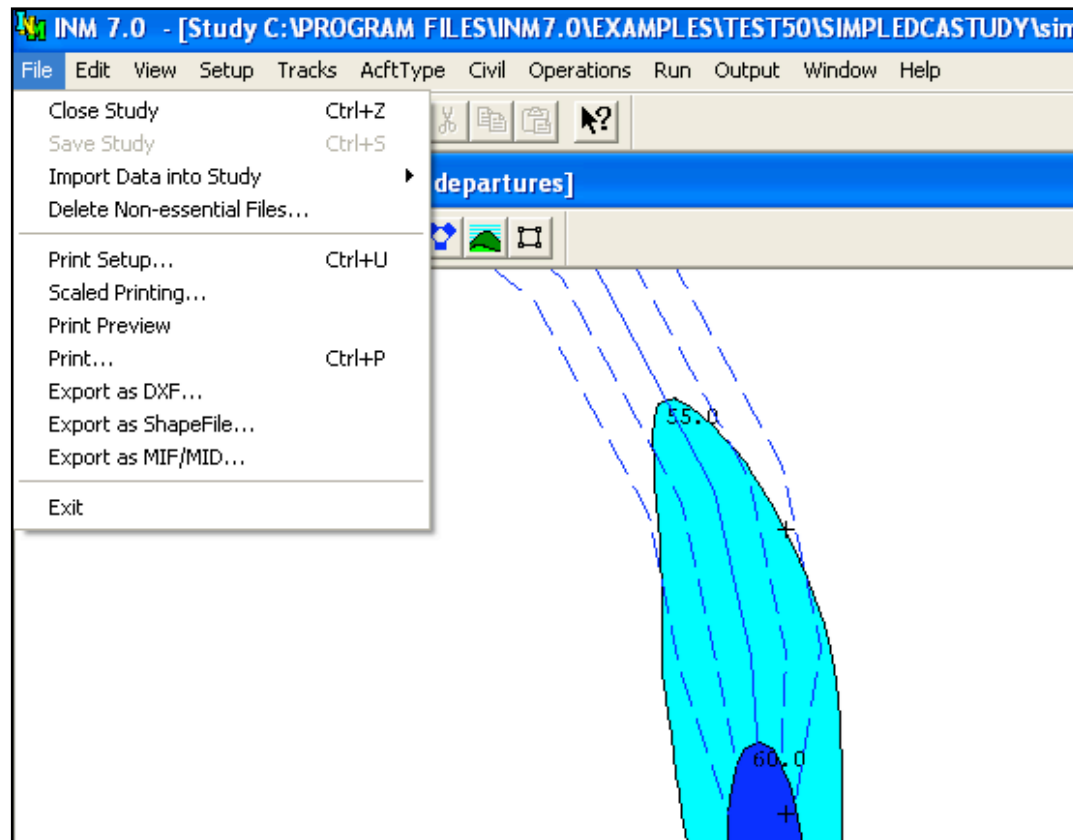 INM 7.0 - [Study C:\PROGRAM FILES\INM7.0\EXAMPLES\TEST50\SIMPLEDCASTUDY\sim
File Edit View Setup Tracks AcftType Civil Operations Run Output Window Help
Close Study Ctrl+Z
Save Study Ctrl+S
Import Data into Study
departures]
Delete Non-essential Files...
Print Setup... Ctrl+U
Scaled Printing...
Print Preview
Print... Ctrl+P
Export as DXF...
Export as ShapeFile...
Export as MIF/MID...
Exit
55.0
60.0